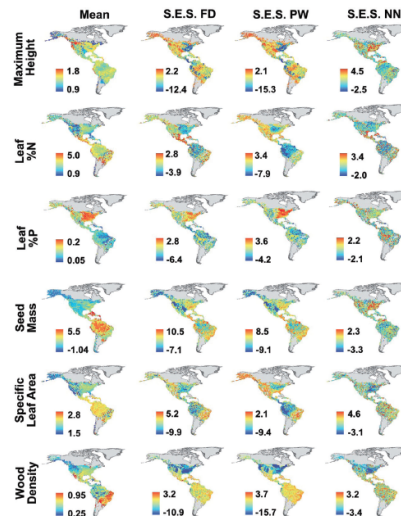 Mean S.E.S. FD S.E.S. PW S.E.S. NN
Maximum
Height
1.8 2.2 2.1 4.5
0.9 -12.4 -15.3 -2.5
Leaf
%N
5.0 2.8 3.4 3.4
0.9 -3.9 -7.9 -2.0
Leaf
%P
0.2 2.8 3.6 2.2
0.05 -6.4 -4.2 -2.1
Seed
Mass
5.5 10.5 8.5 2.3
-1.04 -7.1 -9.1 -3.3
Specific
Leaf Area
2.8 5.2 2.1 4.6
1.5 -9.9 -9.4 -3.1
Wood
Density
0.95 3.2 3.7 3.2
0.25 -10.9 -15.7 -3.4